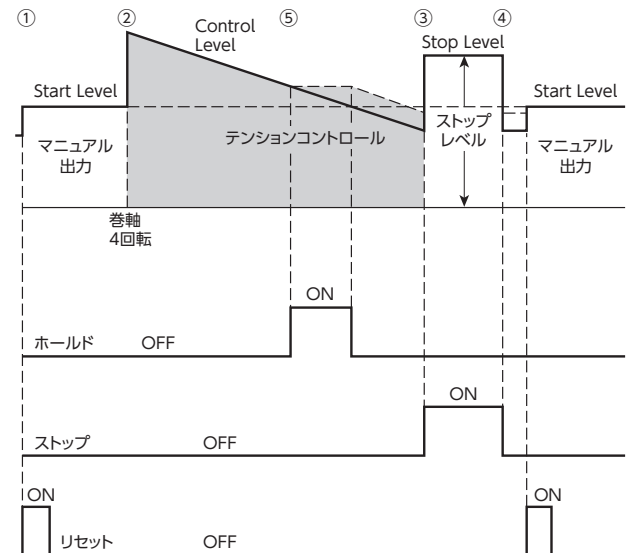 ① ② ⑤ ③ ④
Control
Level
Stop Level
Start Level
Start Level
マニュアル
出力
テンションコントロール
ストップ
レベル
マニュアル
出力
巻軸
4回転
ON
ホールド OFF
ON
ストップ OFF
ON
ON
リセット OFF